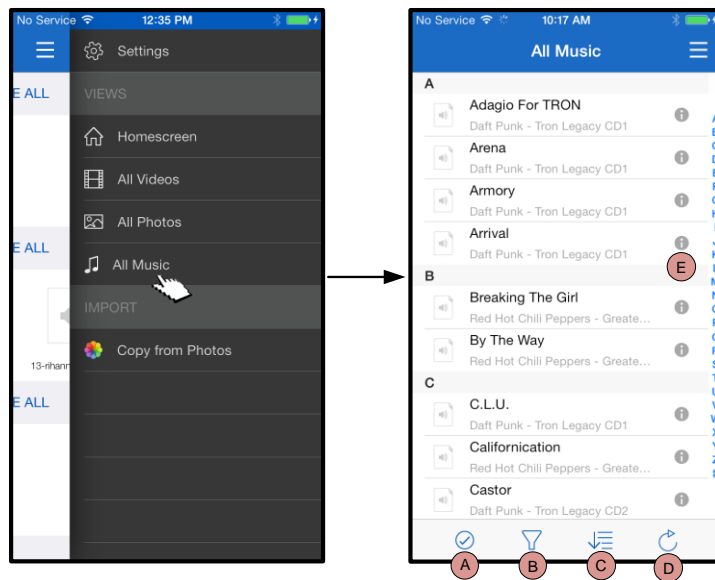 No Service 12:35 PM
Settings
E ALL
VIEWS
Homescreen
All Videos
All Photos
E ALL
All Music
IMPORT
Copy from Photos
13-rihann
E ALL
No Service 10:17 AM
All Music
A
Adagio For TRON
Daft Punk - Tron Legacy CD1
Arena
Daft Punk - Tron Legacy CD1
Armory
Daft Punk - Tron Legacy CD1
Arrival
Daft Punk - Tron Legacy CD1
E
B
Breaking The Girl
Red Hot Chili Peppers - Greate...
By The Way
Red Hot Chili Peppers - Greate...
C
C.L.U.
Daft Punk - Tron Legacy CD1
Californication
Red Hot Chili Peppers - Greate...
Castor
Daft Punk - Tron Legacy CD2
A B C D